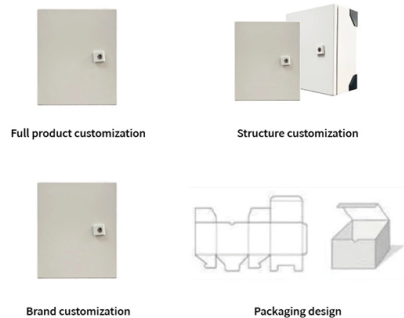 Full product customization
Structure customization
Brand customization
Packaging design